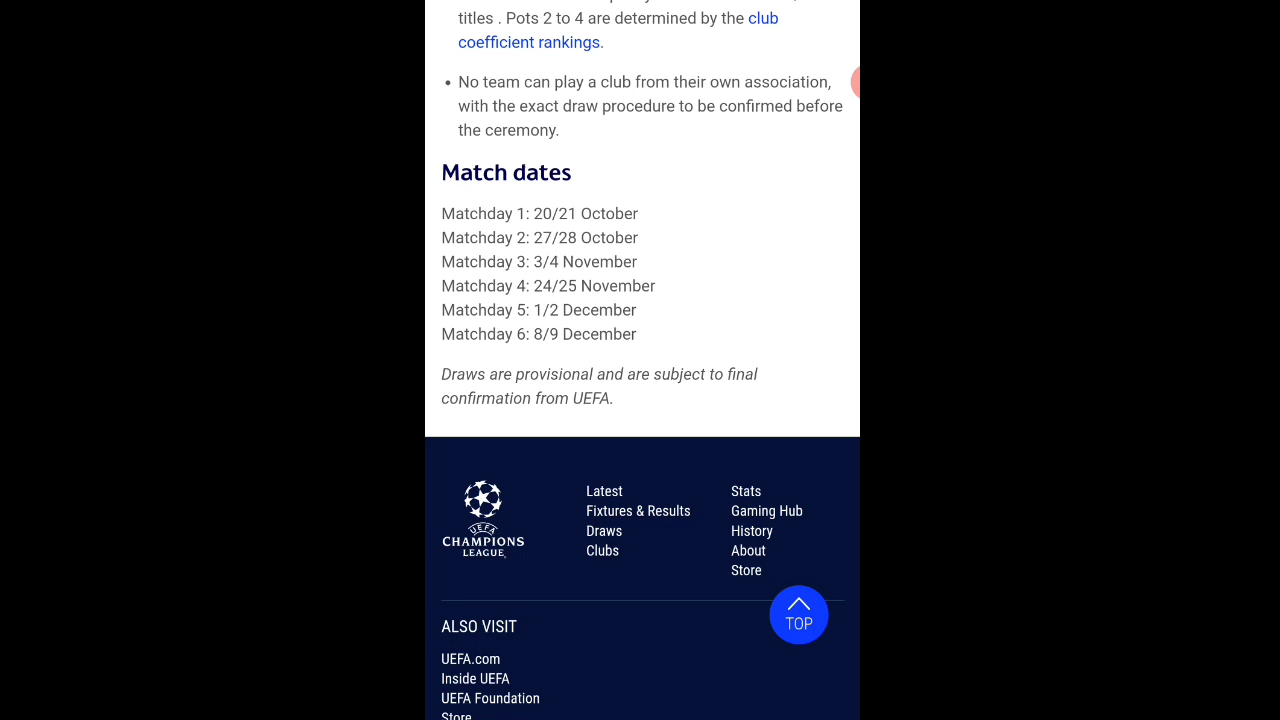 titles . Pots 2 to 4 are determined by the club
coefficient rankings.
• No team can play a club from their own association,
with the exact draw procedure to be confirmed before
the ceremony.
Match dates
Matchday 1: 20/21 October
Matchday 2: 27/28 October
Matchday 3: 3/4 November
Matchday 4: 24/25 November
Matchday 5: 1/2 December
Matchday 6: 8/9 December
Draws are provisional and are subject to final
confirmation from UEFA.
UEFA
CHAMPIONS
LEAGUE
Latest
Fixtures & Results
Draws
Clubs
Stats
Gaming Hub
History
About
Store
TOP
ALSO VISIT
UEFA.com
Inside UEFA
UEFA Foundation
Store